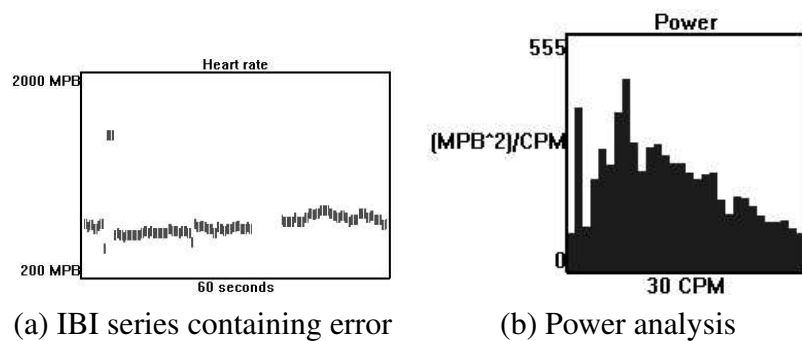 Heart rate
2000 MPB
200 MPB
60 seconds
(a) IBI series containing error
Power
555
(MPB^2)/CPM
0
30 CPM
(b) Power analysis